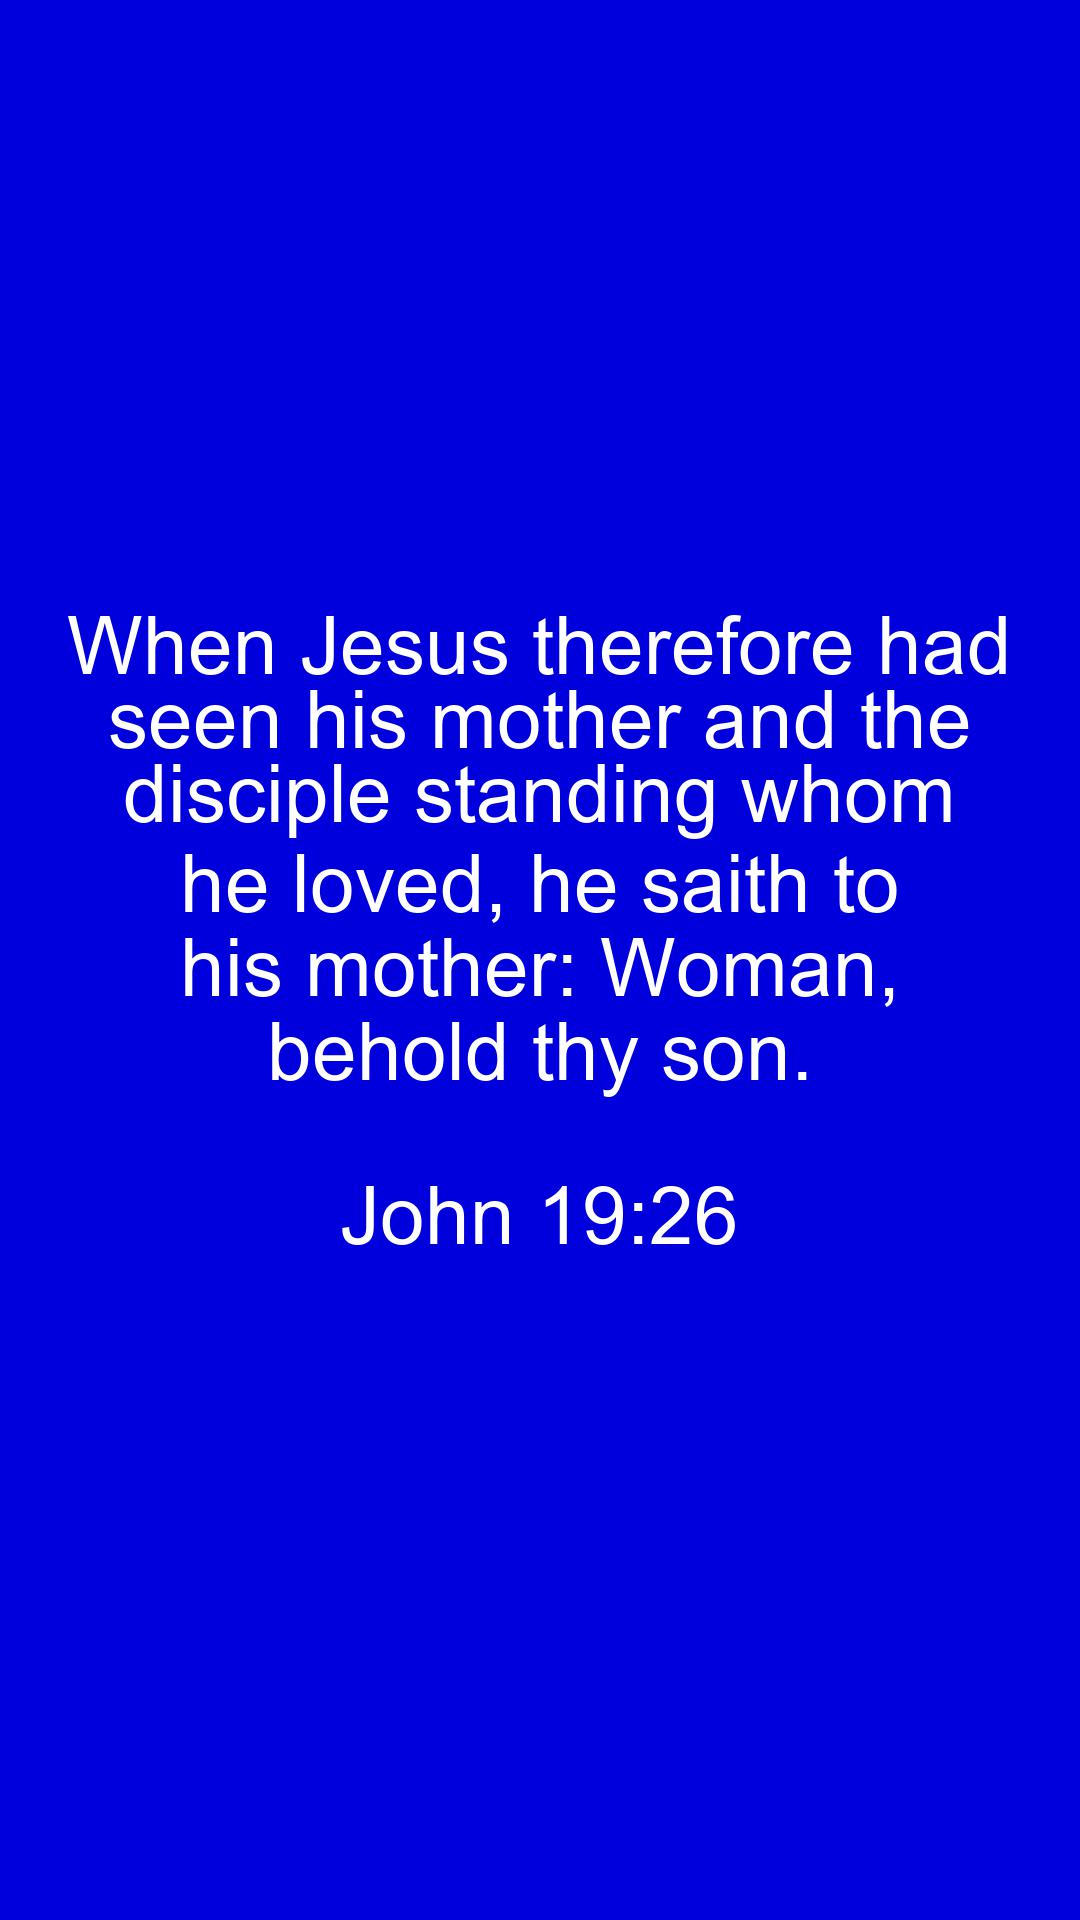 When Jesus therefore had
seen his mother and the
disciple standing whom
he loved, he saith to
his mother: Woman,
behold thy son.
John 19:26